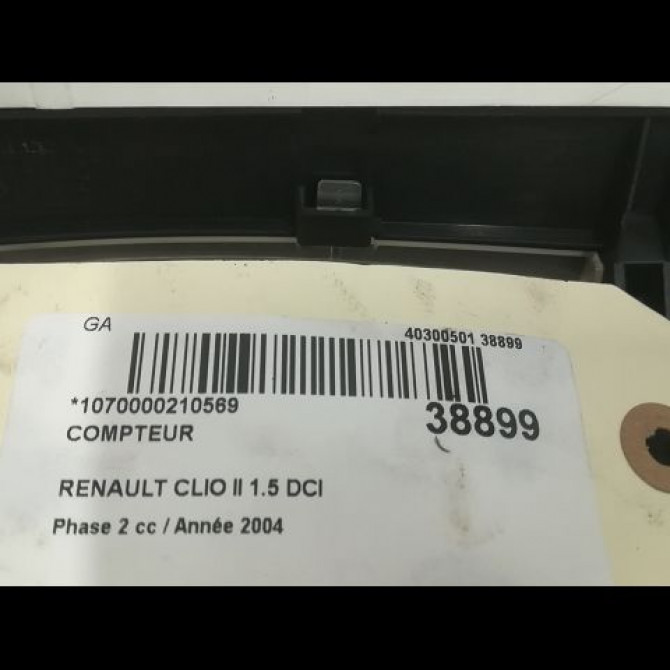 GA
40300501 38899
*1070000210569
38899
COMPTEUR
RENAULT CLIO II 1.5 DCI
Phase 2 cc / Année 2004